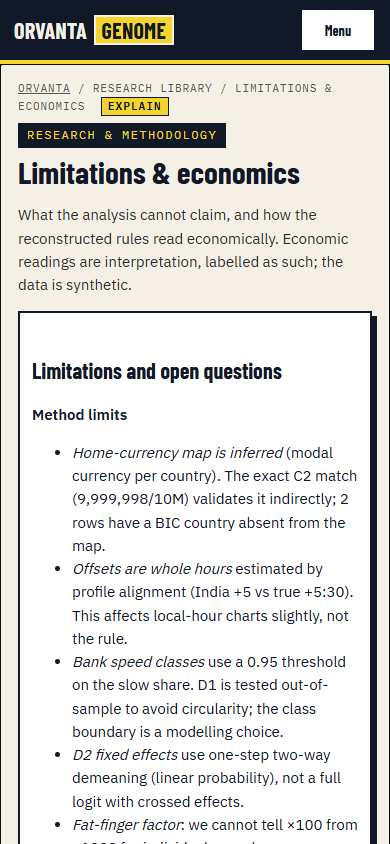 ORVANTA GENOME
Menu
ORVANTA / RESEARCH LIBRARY / LIMITATIONS &
ECONOMICS EXPLAIN
RESEARCH & METHODOLOGY
Limitations & economics
What the analysis cannot claim, and how the
reconstructed rules read economically. Economic
readings are interpretation, labelled as such; the
data is synthetic.
Limitations and open questions
Method limits
• Home-currency map is inferred (modal
currency per country). The exact C2 match
(9,999,998/10M) validates it indirectly; 2
rows have a BIC country absent from the
map.
• Offsets are whole hours estimated by
profile alignment (India +5 vs true +5:30).
This affects local-hour charts slightly, not
the rule.
• Bank speed classes use a 0.95 threshold
on the slow share. D1 is tested out-of-
sample to avoid circularity; the class
boundary is a modelling choice.
• D2 fixed effects use one-step two-way
demeaning (linear probability), not a full
logit with crossed effects.
• Fat-finger factor: we cannot tell ×100 from